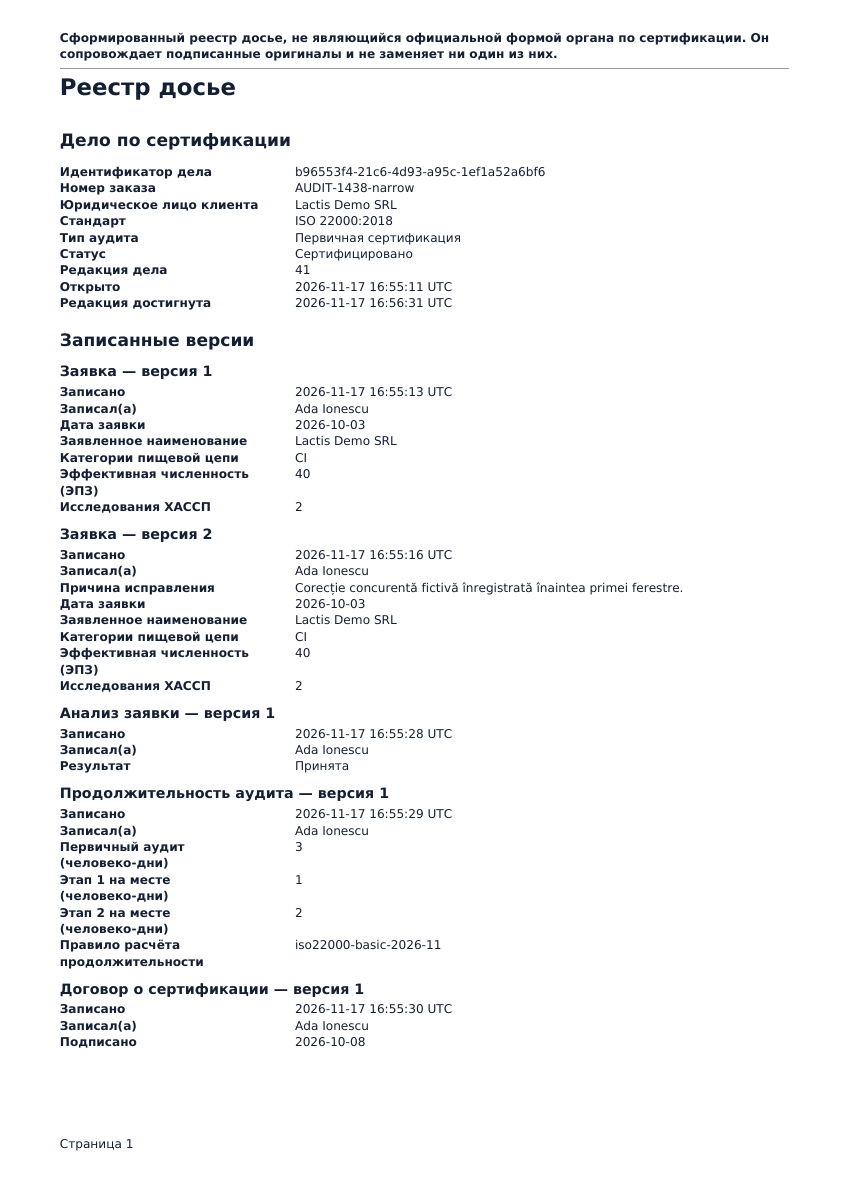 Сформированный реестр досье, не являющийся официальной формой органа по сертификации. Он
сопровождает подписанные оригиналы и не заменяет ни один из них.
Реестр досье
Дело по сертификации
Идентификатор дела b96553f4-21c6-4d93-a95c-1ef1a52a6bf6
Номер заказа AUDIT-1438-narrow
Юридическое лицо клиента Lactis Demo SRL
Стандарт ISO 22000:2018
Тип аудита Первичная сертификация
Статус Сертифицировано
Редакция дела 41
Открыто 2026-11-17 16:55:11 UTC
Редакция достигнута 2026-11-17 16:56:31 UTC
Записанные версии
Заявка — версия 1
Записано 2026-11-17 16:55:13 UTC
Записал(а) Ada Ionescu
Дата заявки 2026-10-03
Заявленное наименование Lactis Demo SRL
Категории пищевой цепи CI
Эффективная численность 40
(ЭПЗ)
Исследования ХАССП 2
Заявка — версия 2
Записано 2026-11-17 16:55:16 UTC
Записал(а) Ada Ionescu
Причина исправления Corecție concurentă fictivă înregistrată înaintea primei ferestre.
Дата заявки 2026-10-03
Заявленное наименование Lactis Demo SRL
Категории пищевой цепи CI
Эффективная численность 40
(ЭПЗ)
Исследования ХАССП 2
Анализ заявки — версия 1
Записано 2026-11-17 16:55:28 UTC
Записал(а) Ada Ionescu
Результат Принята
Продолжительность аудита — версия 1
Записано 2026-11-17 16:55:29 UTC
Записал(а) Ada Ionescu
Первичный аудит 3
(человеко-дни)
Этап 1 на месте 1
(человеко-дни)
Этап 2 на месте 2
(человеко-дни)
Правило расчёта iso22000-basic-2026-11
продолжительности
Договор о сертификации — версия 1
Записано 2026-11-17 16:55:30 UTC
Записал(а) Ada Ionescu
Подписано 2026-10-08
Страница 1